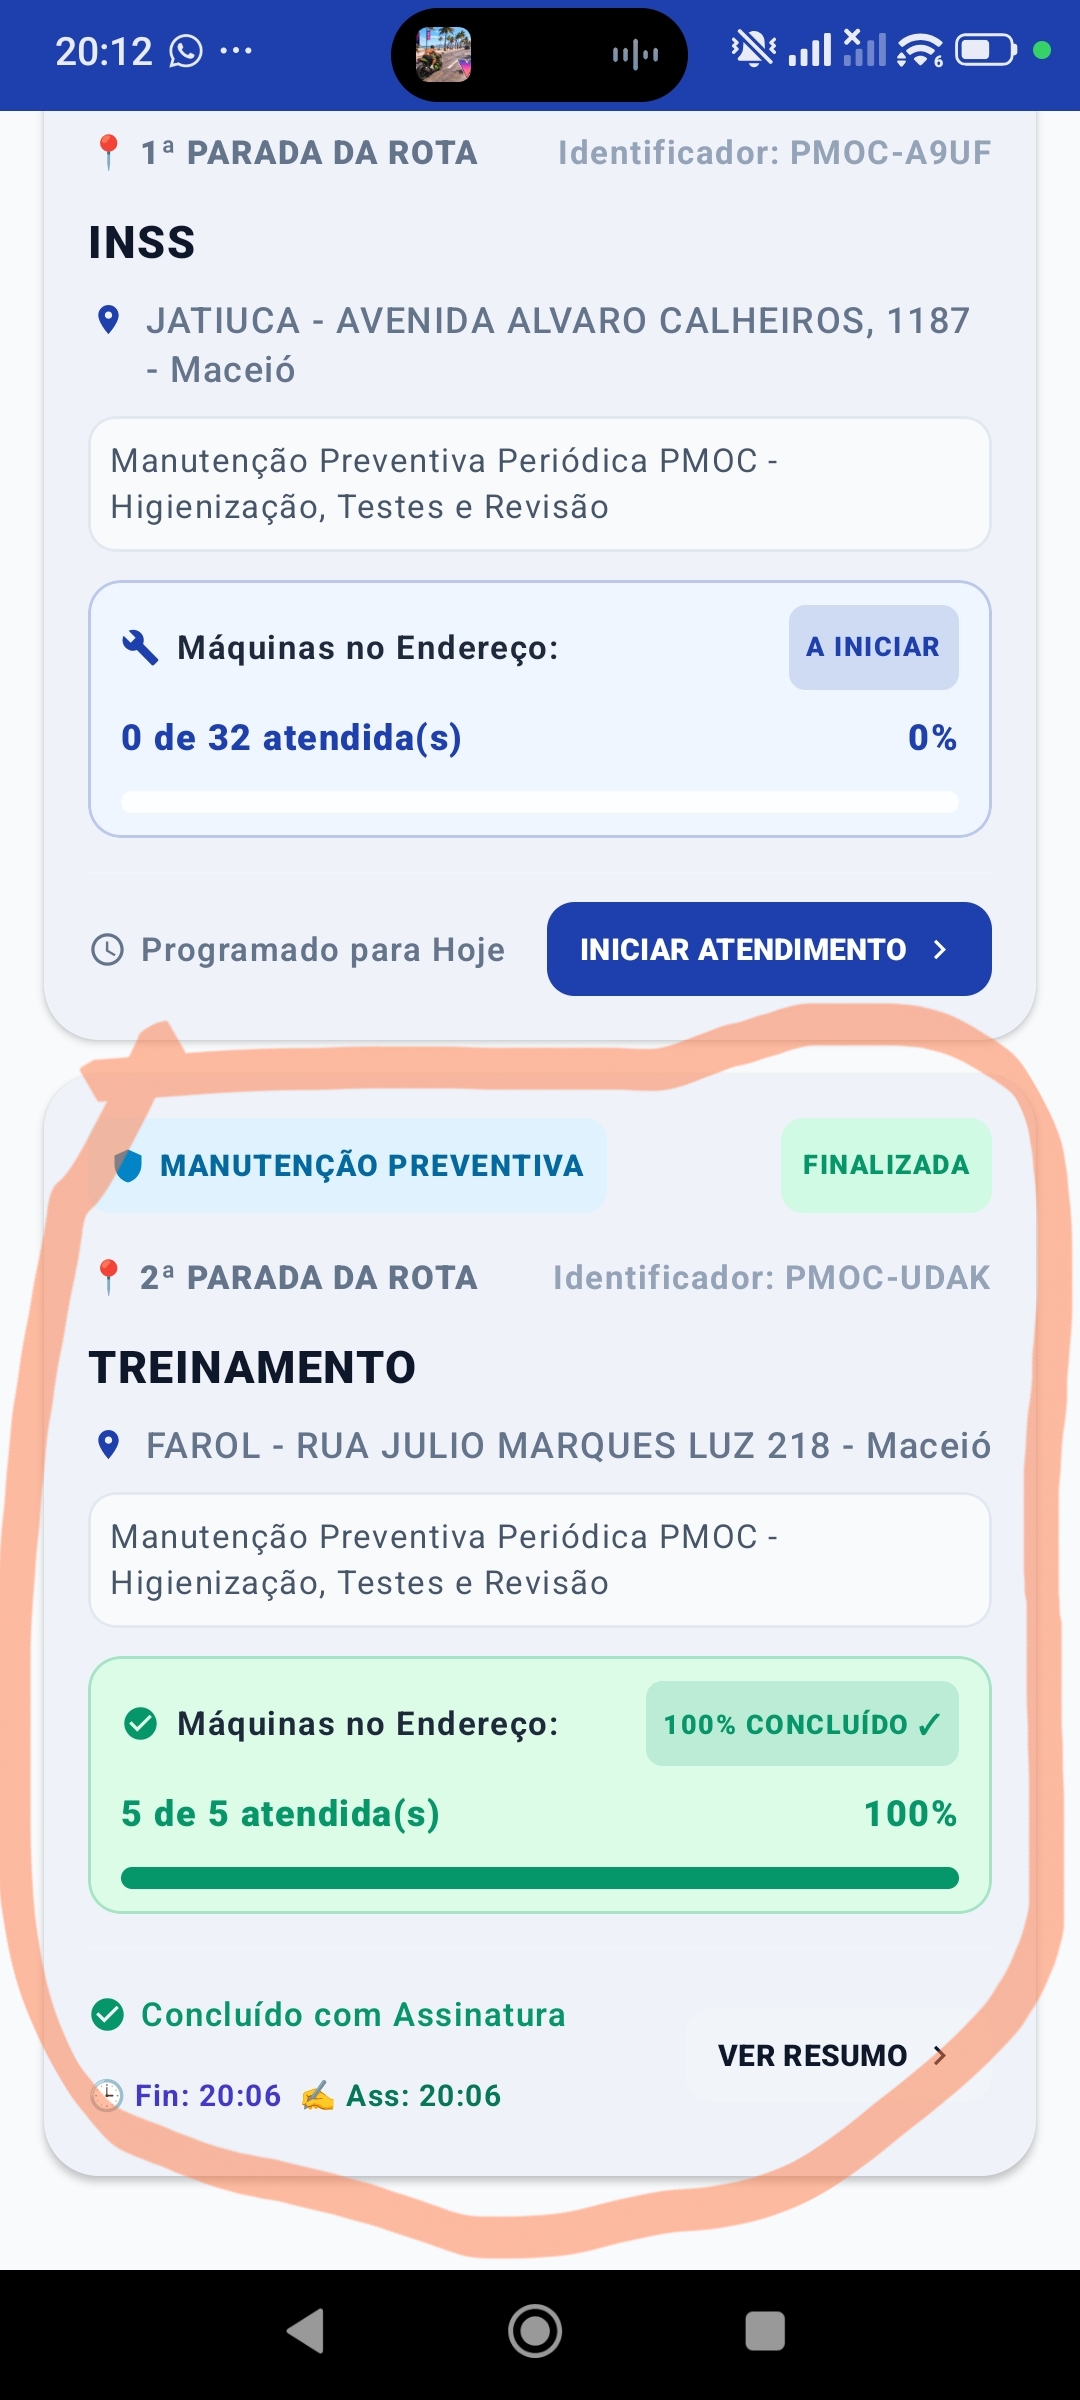 20:12
6
📍 1ª PARADA DA ROTA Identificador: PMOC-A9UF
INSS
JATIUCA - AVENIDA ALVARO CALHEIROS, 1187
- Maceió
Manutenção Preventiva Periódica PMOC -
Higienização, Testes e Revisão
Máquinas no Endereço: A INICIAR
0 de 32 atendida(s) 0%
Programado para Hoje INICIAR ATENDIMENTO
MANUTENÇÃO PREVENTIVA FINALIZADA
📍 2ª PARADA DA ROTA Identificador: PMOC-UDAK
TREINAMENTO
FAROL - RUA JULIO MARQUES LUZ 218 - Maceió
Manutenção Preventiva Periódica PMOC -
Higienização, Testes e Revisão
Máquinas no Endereço: 100% CONCLUÍDO ✓
5 de 5 atendida(s) 100%
Concluído com Assinatura
VER RESUMO
🕒 Fin: 20:06 ✍️ Ass: 20:06